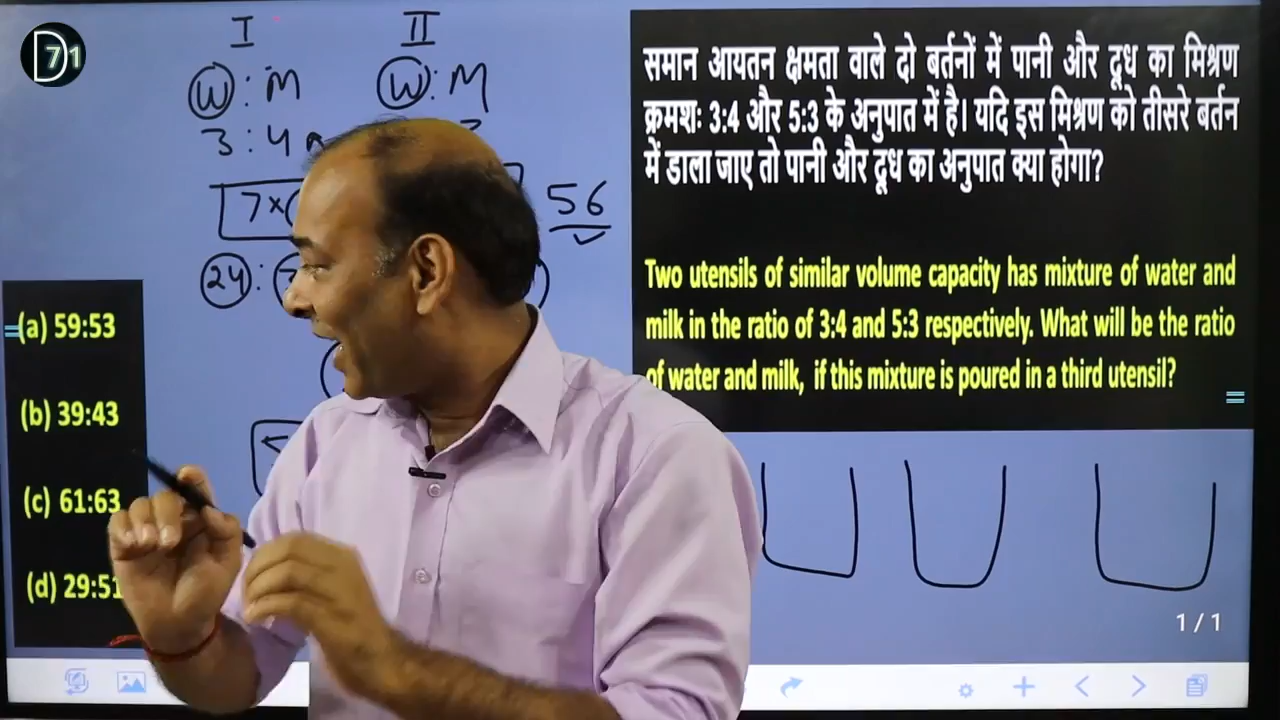 D71
I II
W : M W : M
3 : 4
7× 56
24 :
समान आयतन क्षमता वाले दो बर्तनों में पानी और दूध का मिश्रण
क्रमशः 3:4 और 5:3 के अनुपात में है। यदि इस मिश्रण को तीसरे बर्तन
में डाला जाए तो पानी और दूध का अनुपात क्या होगा?
Two utensils of similar volume capacity has mixture of water and
milk in the ratio of 3:4 and 5:3 respectively. What will be the ratio
of water and milk, if this mixture is poured in a third utensil?
(a) 59:53
(b) 39:43
(c) 61:63
(d) 29:51
1/1